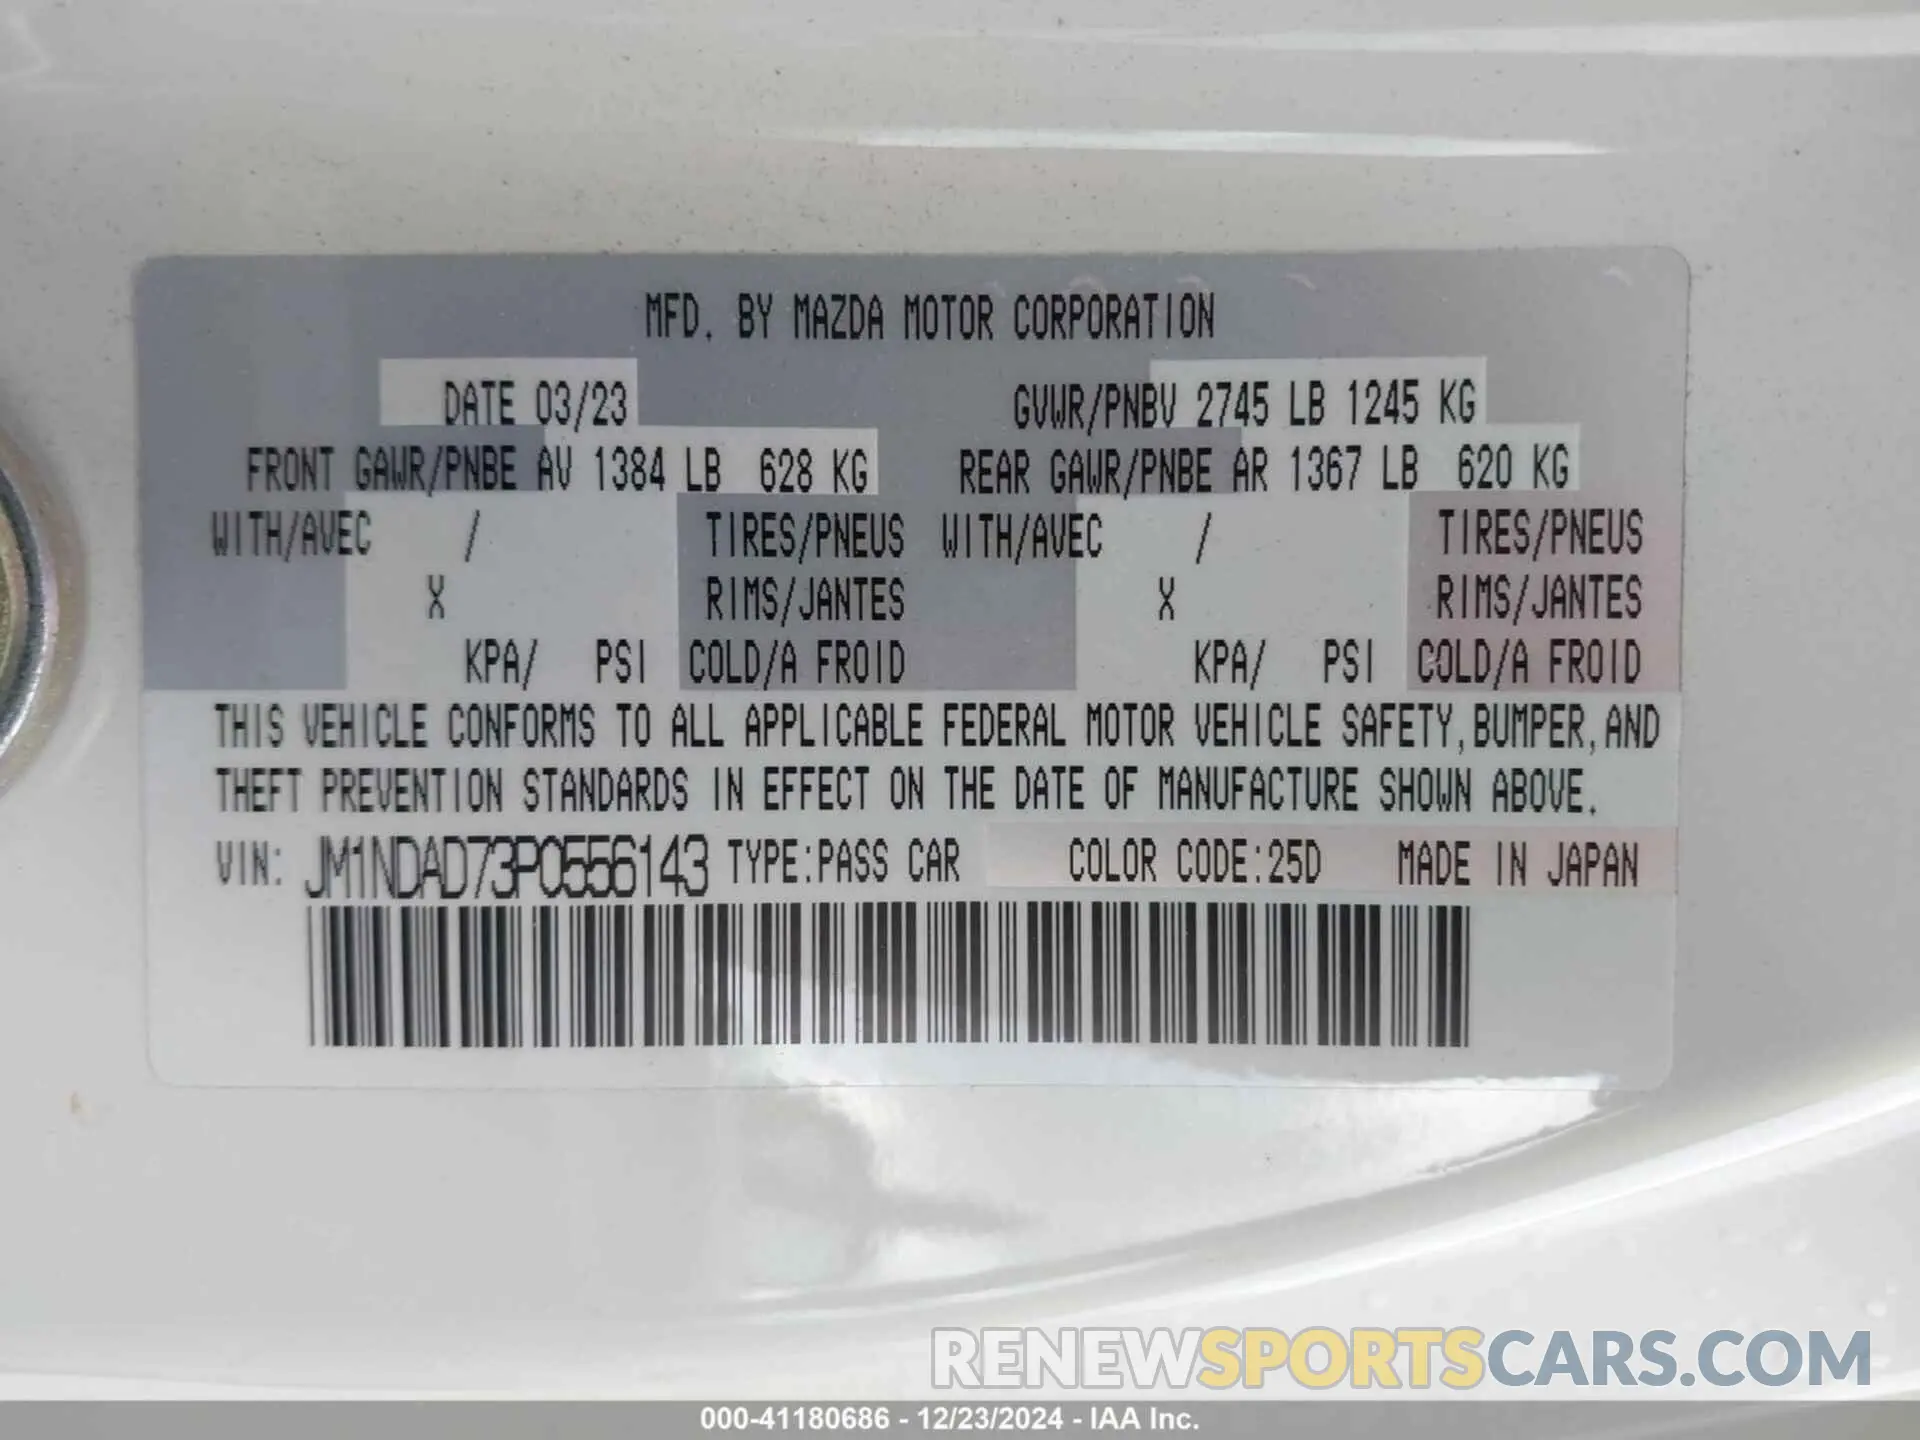 MFD. BY MAZDA MOTOR CORPORATION
DATE 03/23 GVWR/PNBV 2745 LB 1245 KG
FRONT GAWR/PNBE AV 1384 LB 628 KG REAR GAWR/PNBE AR 1367 LB 620 KG
WITH/AVEC / TIRES/PNEUS WITH/AVEC / TIRES/PNEUS
X RIMS/JANTES X RIMS/JANTES
KPA/ PSI COLD/A FROID KPA/ PSI COLD/A FROID
THIS VEHICLE CONFORMS TO ALL APPLICABLE FEDERAL MOTOR VEHICLE SAFETY, BUMPER, AND
THEFT PREVENTION STANDARDS IN EFFECT ON THE DATE OF MANUFACTURE SHOWN ABOVE.
VIN: JM1NDAD73P0556143 TYPE:PASS CAR COLOR CODE:25D MADE IN JAPAN
RENEWSPORTSCARS.COM
000-41180686 - 12/23/2024 - IAA Inc.